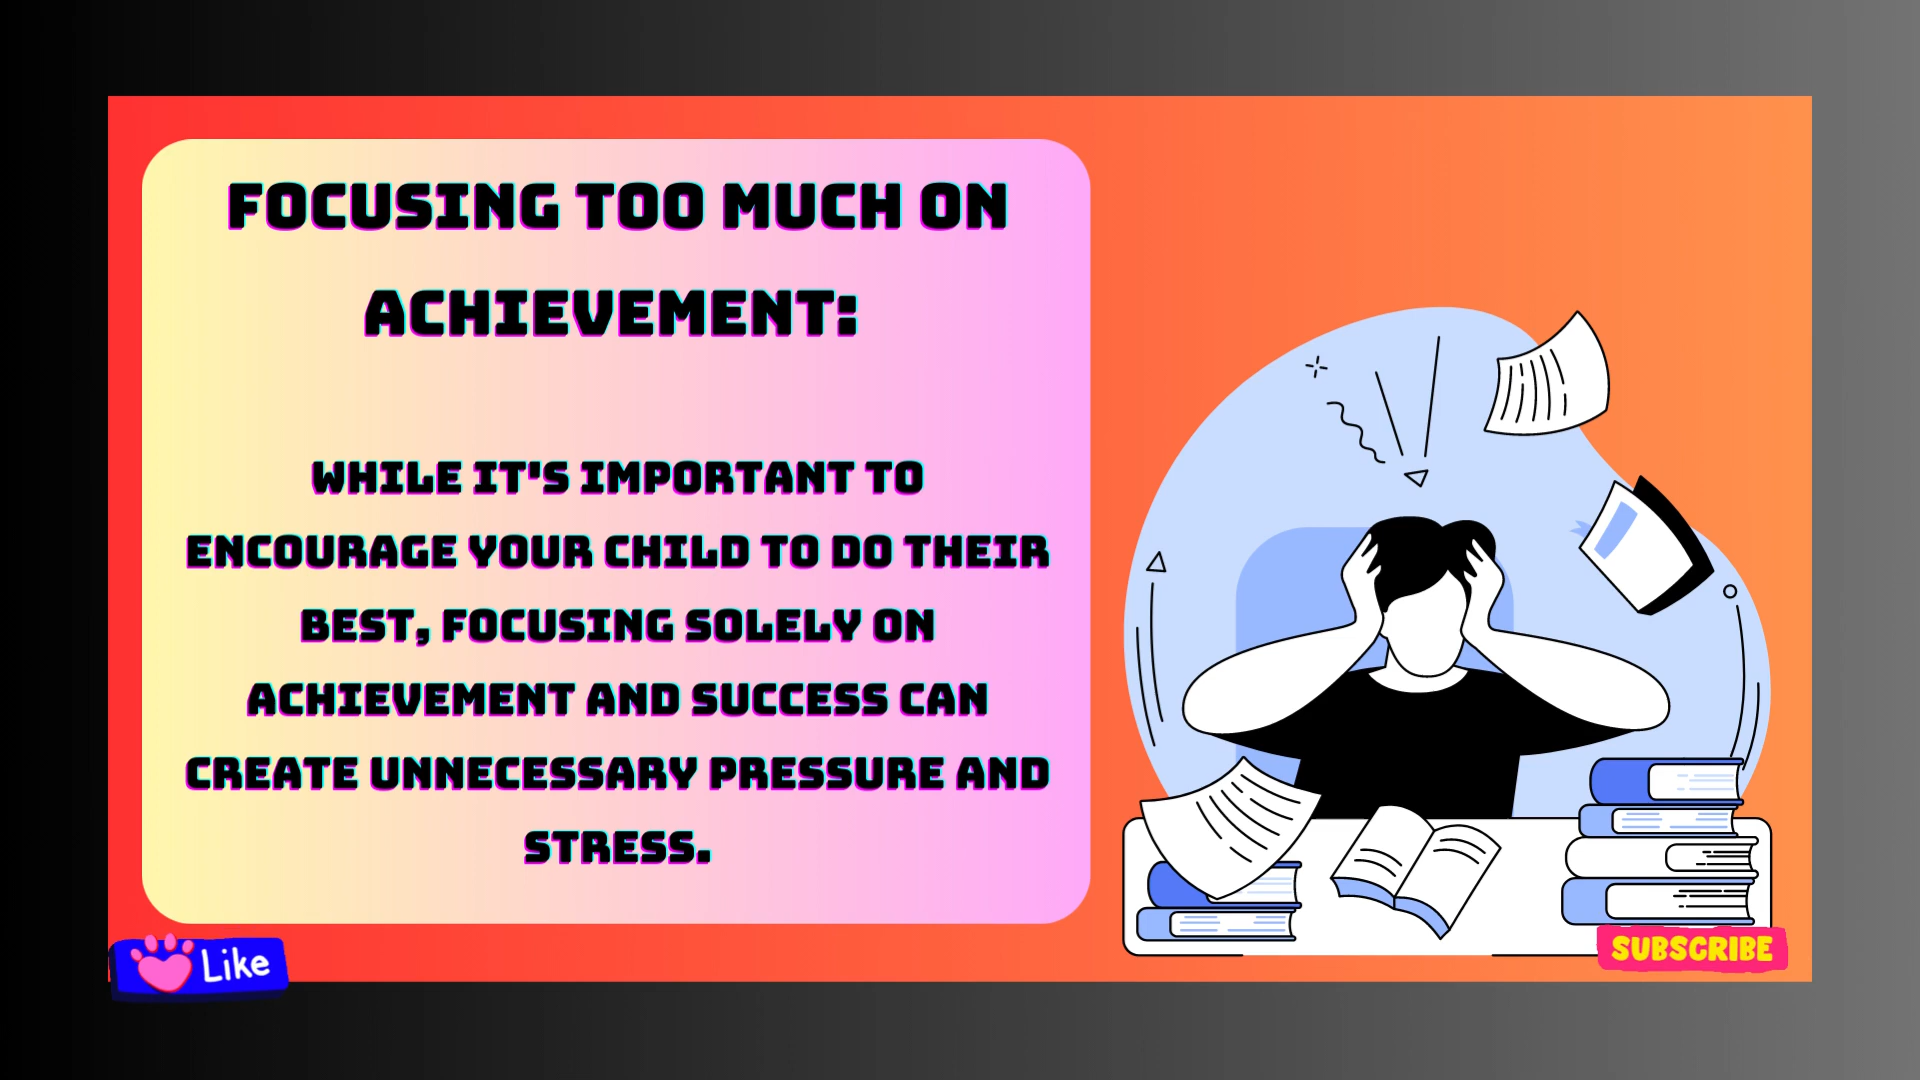 FOCUSING TOO MUCH ON
ACHIEVEMENT:
WHILE IT'S IMPORTANT TO
ENCOURAGE YOUR CHILD TO DO THEIR
BEST, FOCUSING SOLELY ON
ACHIEVEMENT AND SUCCESS CAN
CREATE UNNECESSARY PRESSURE AND
STRESS.
Like
SUBSCRIBE